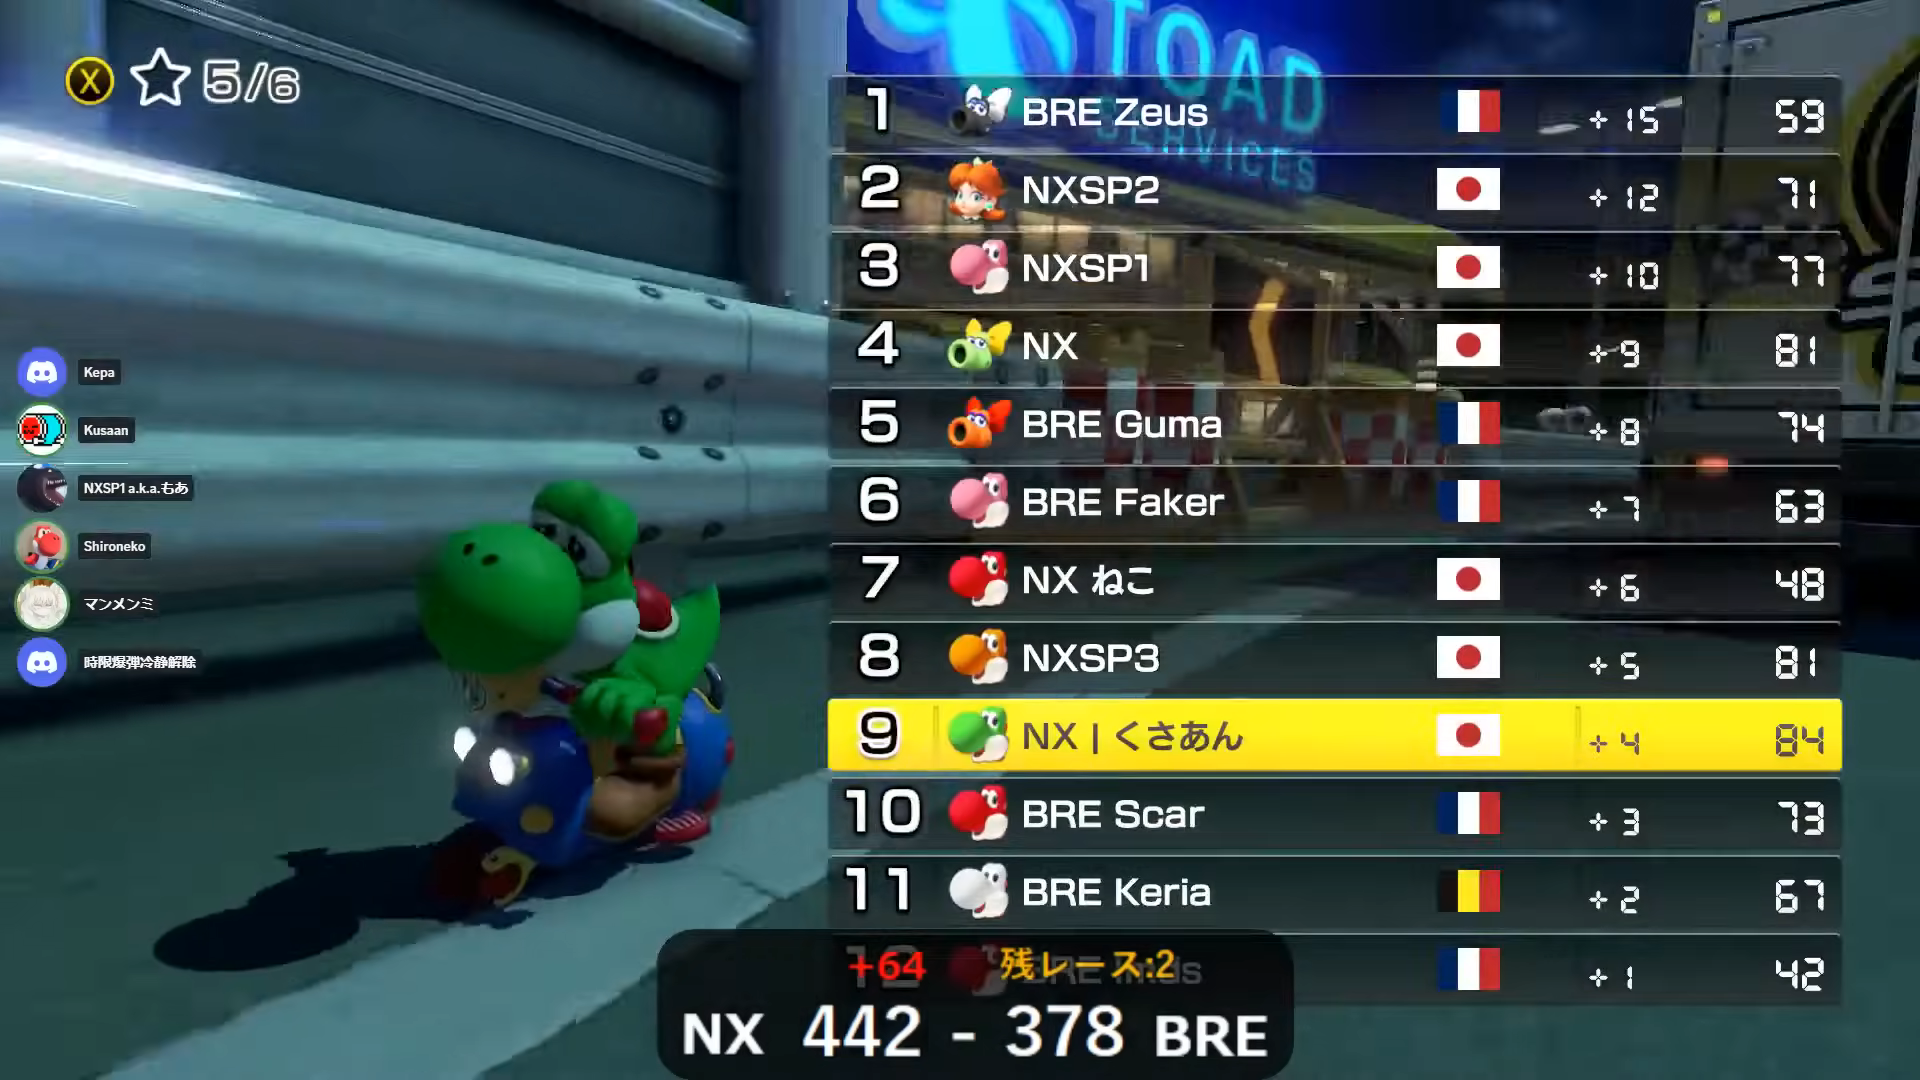 TOAD
SERVICES
X 5/6
1 BRE Zeus +15 59
2 NXSP2 +12 71
3 NXSP1 +10 77
4 NX +9 81
5 BRE Guma +8 74
6 BRE Faker +7 63
7 NX ねこ +6 48
8 NXSP3 +5 81
9 NX | くさあん +4 84
10 BRE Scar +3 73
11 BRE Keria +2 67
12 BRE +1 42
Kepa
Kusaan
NXSP1 a.k.a.もあ
Shironeko
マンメンミ
時限爆弾冷静解除
+64 残レース:2
NX 442 - 378 BRE